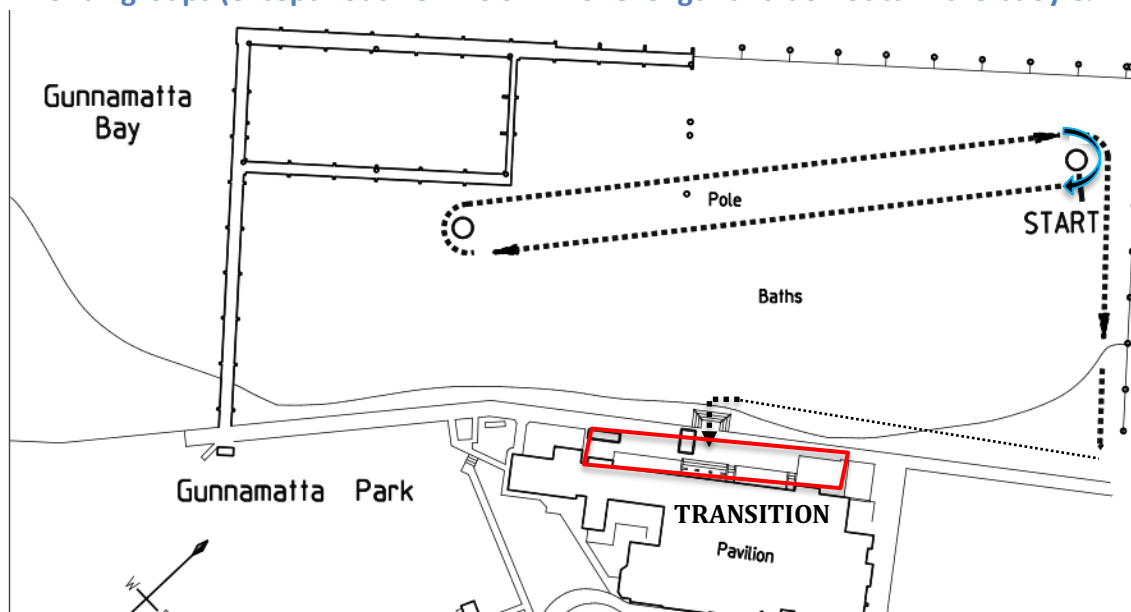 Gunnamatta
Bay
Pole
START
Baths
Gunnamatta Park
TRANSITION
Pavilion
W